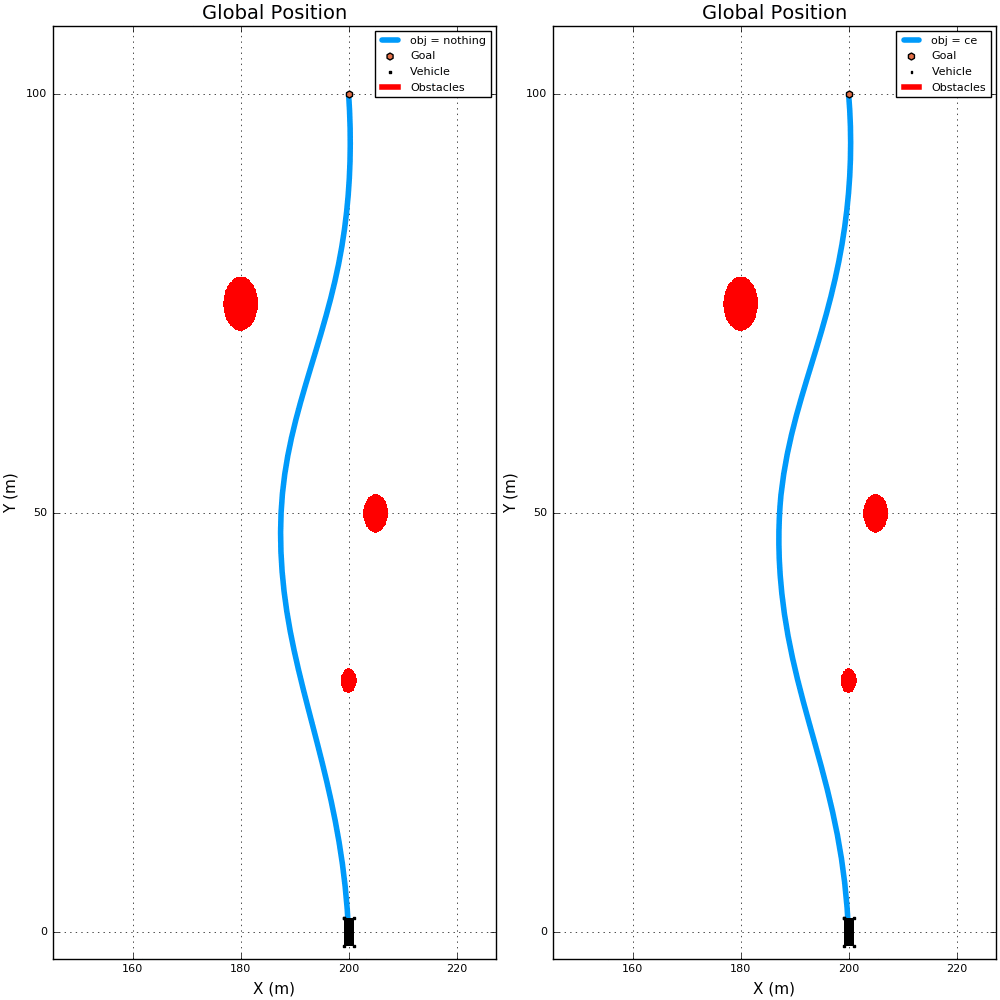 Global Position
obj = nothing
Goal
Vehicle
Obstacles
100
50
0
Y (m)
160
180
200
220
X (m)
Global Position
obj = ce
Goal
Vehicle
Obstacles
100
50
0
Y (m)
160
180
200
220
X (m)